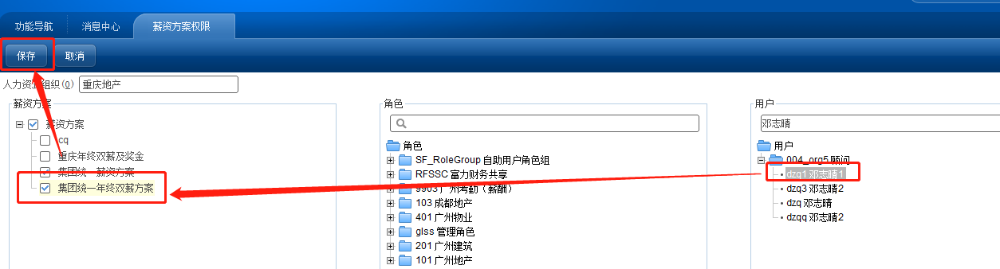 功能导航
消息中心
薪资方案权限
保存
取消
人力资源组织(0)
重庆地产
薪资方案
薪资方案
cq
重庆年终双薪及奖金
集团统一薪资方案
集团统一年终双薪方案
角色
角色
SF_RoleGroup 自助用户角色组
RFSSC 富力财务共享
9903 广州考勤（薪酬）
103 成都地产
401 广州物业
glss 管理角色
201 广州建筑
101 广州地产
用户
邓志晴
用户
004_org5 顾问
dzq1 邓志晴1
dzq3 邓志晴2
dzq 邓志晴
dzqq 邓志晴2